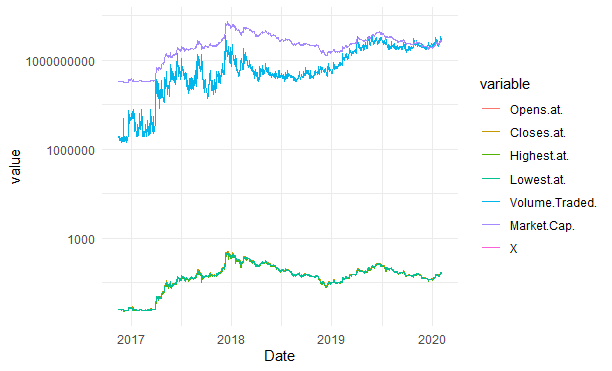 1000000000
1000000
1000
value
2017 2018 2019 2020
Date
variable
Opens.at.
Closes.at.
Highest.at.
Lowest.at.
Volume.Traded.
Market.Cap.
X